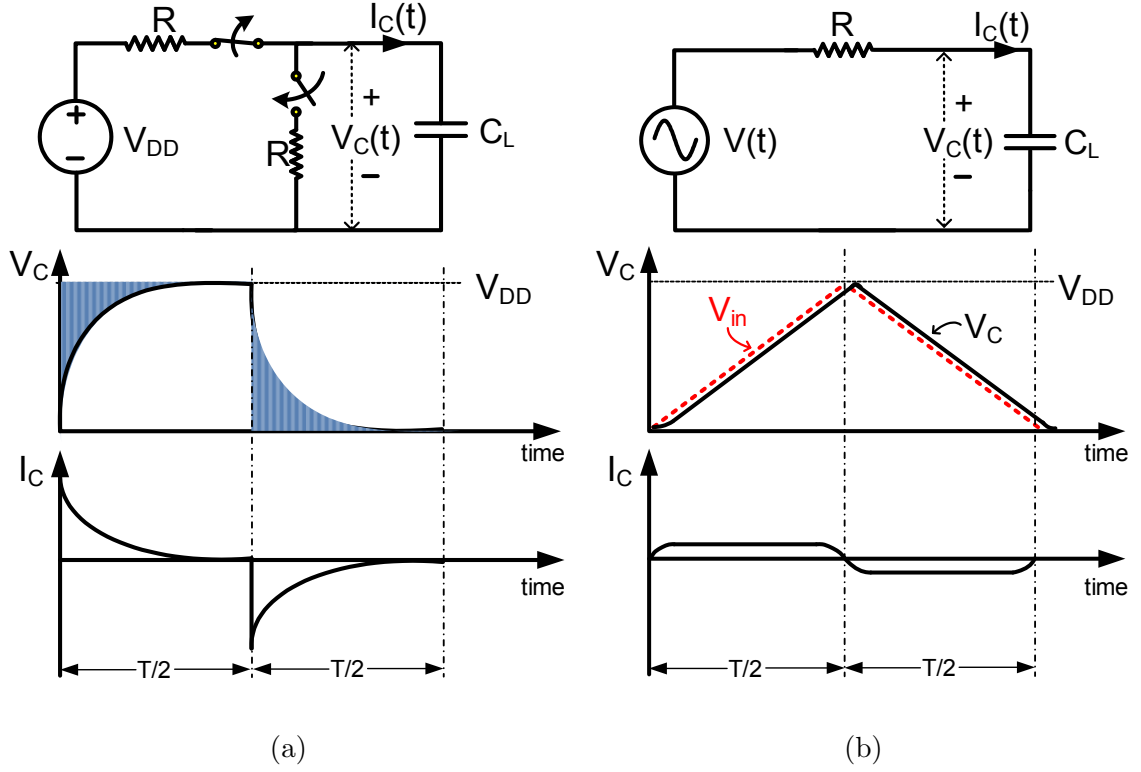 R
I_C(t)
+
V_DD
R
V_C(t)
C_L
−
+
−
V_C
V_DD
time
I_C
time
T/2
T/2
(a)
R
I_C(t)
+
V(t)
V_C(t)
C_L
−
V_C
V_DD
V_in
V_C
time
I_C
time
T/2
T/2
(b)